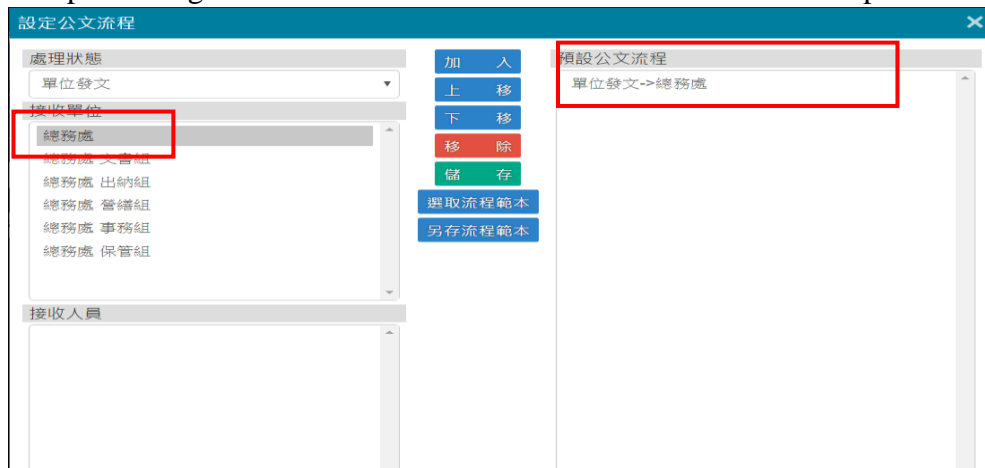 設定公文流程
處理狀態
單位發文
接收單位
總務處
總務處 文書組
總務處 出納組
總務處 營繕組
總務處 事務組
總務處 保管組
接收人員
加 入
上 移
下 移
移 除
儲 存
選取流程範本
另存流程範本
預設公文流程
單位發文->總務處